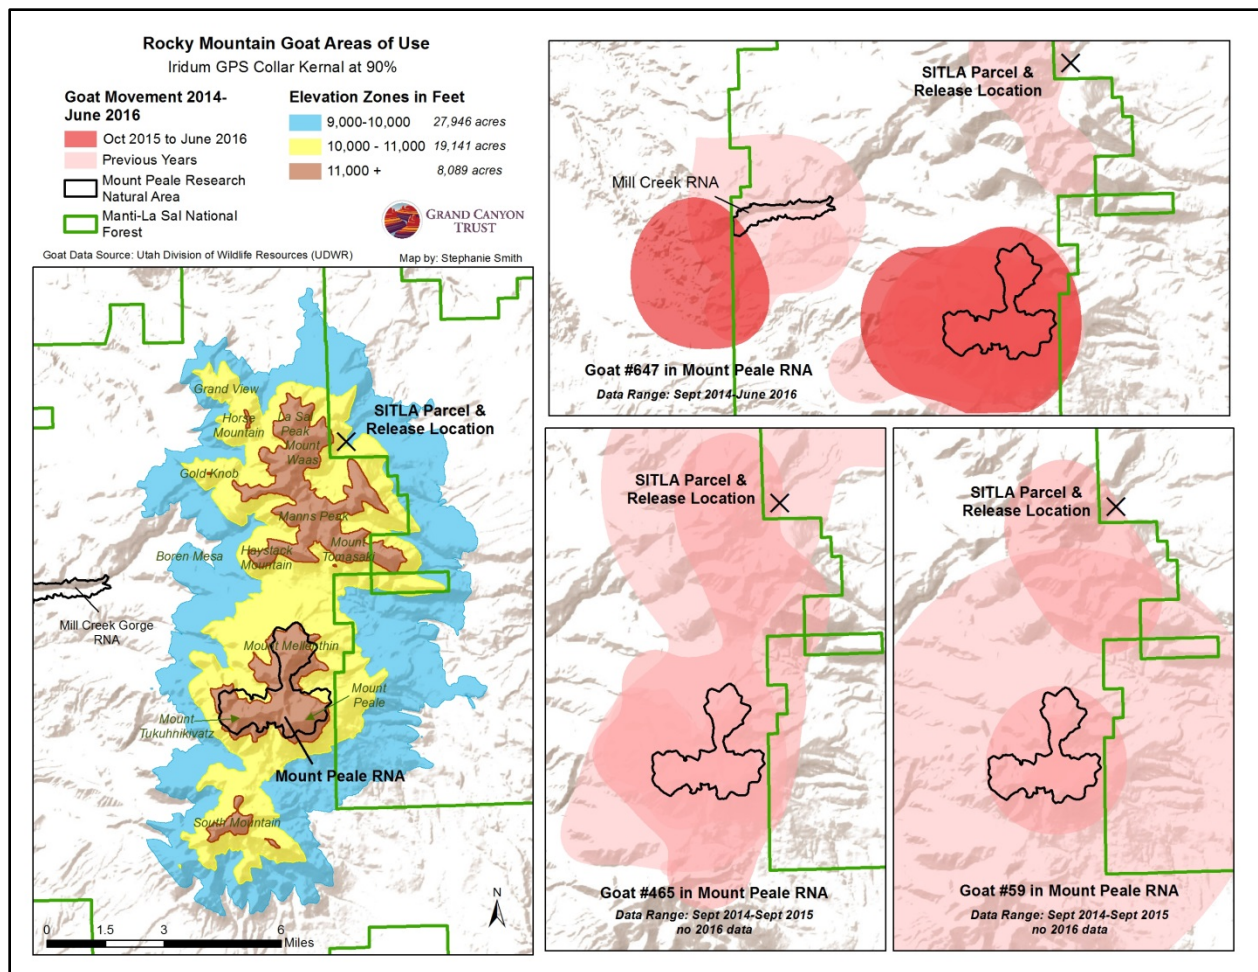 Rocky Mountain Goat Areas of Use
Iridum GPS Collar Kernal at 90%
Goat Movement 2014-
June 2016
Oct 2015 to June 2016
Previous Years
Mount Peale Research
Natural Area
Manti-La Sal National
Forest
Elevation Zones in Feet
9,000-10,000 27,946 acres
10,000 - 11,000 19,141 acres
11,000 + 8,089 acres
GRAND CANYON
TRUST
Goat Data Source: Utah Division of Wildlife Resources (UDWR)
Map by: Stephanie Smith
Grand View
Horse
Mountain
La Sal
Peak
Mount
Waas
SITLA Parcel &
Release Location
Gold Knob
Manns Peak
Boren Mesa
Haystack
Mountain
Mount
Tomasaki
Mill Creek Gorge
RNA
Mount Mellenthin
Mount
Peale
Mount
Tukuhnikivatz
Mount Peale RNA
South Mountain
N
0 1.5 3 6
Miles
SITLA Parcel &
Release Location
Mill Creek RNA
Goat #647 in Mount Peale RNA
Data Range: Sept 2014-June 2016
SITLA Parcel &
Release Location
Goat #465 in Mount Peale RNA
Data Range: Sept 2014-Sept 2015
no 2016 data
SITLA Parcel &
Release Location
Goat #59 in Mount Peale RNA
Data Range: Sept 2014-Sept 2015
no 2016 data